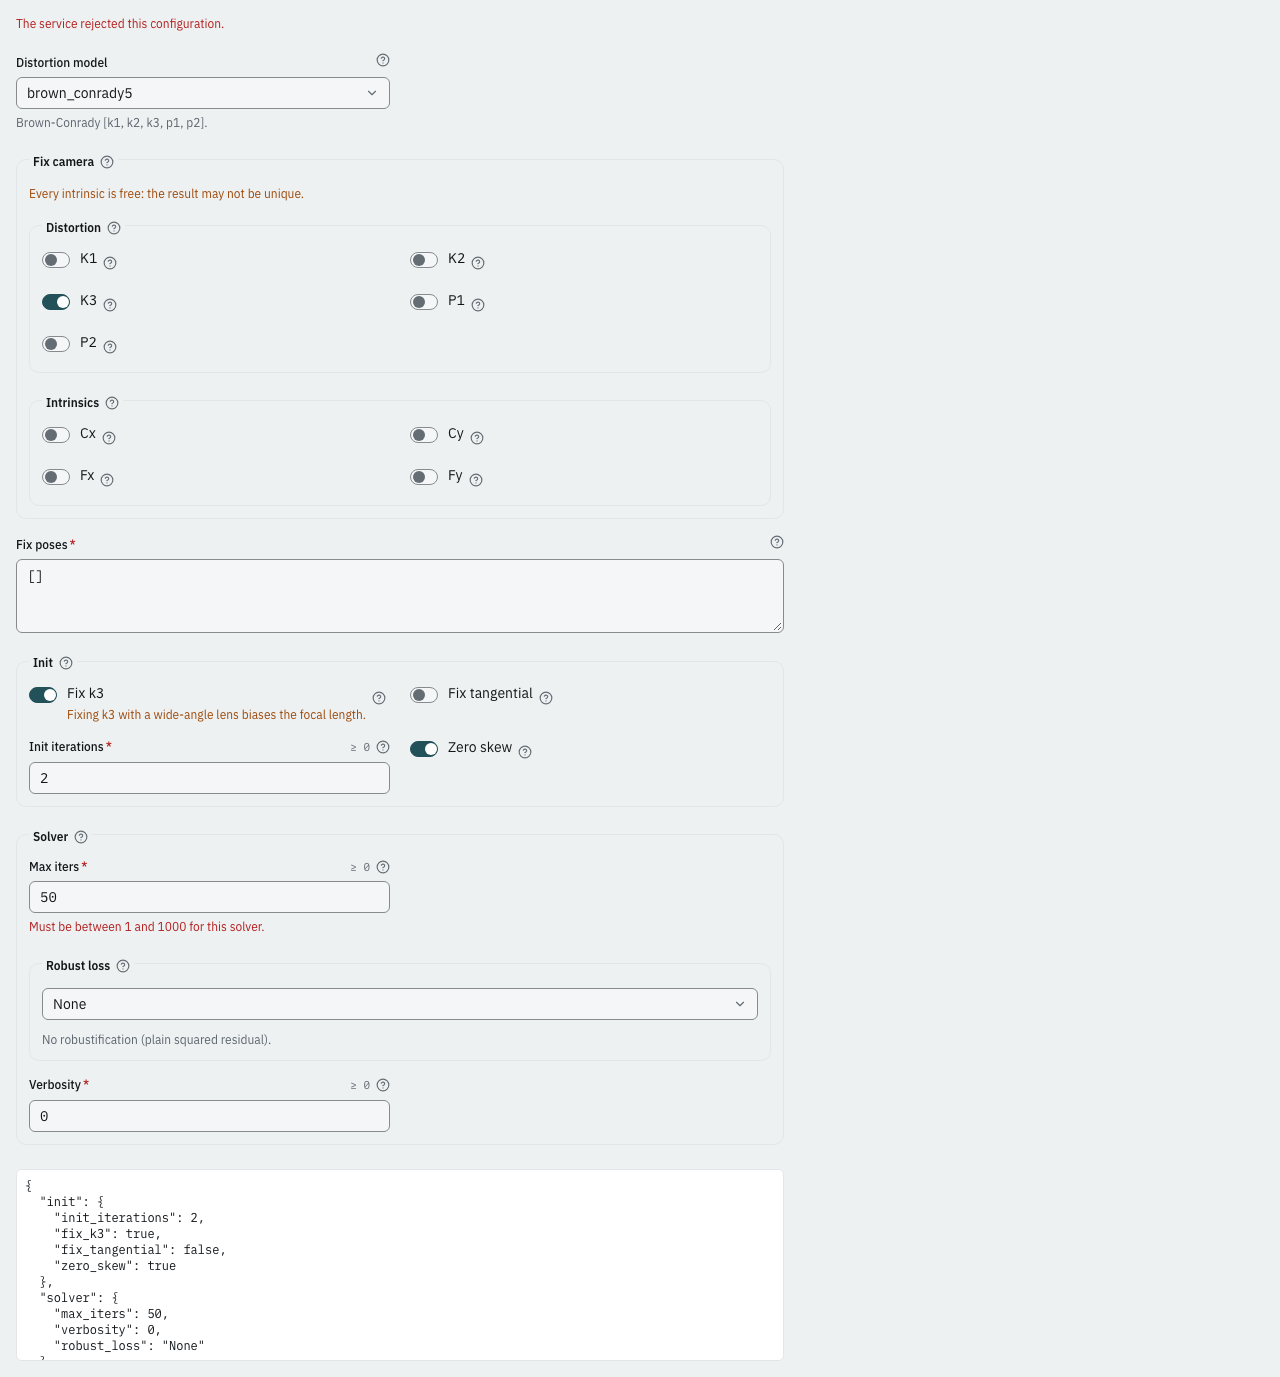 The service rejected this configuration.
Distortion model
brown_conrady5
Brown-Conrady [k1, k2, k3, p1, p2].
Fix camera
Every intrinsic is free: the result may not be unique.
Distortion
K1
K2
K3
P1
P2
Intrinsics
Cx
Cy
Fx
Fy
Fix poses*
[]
Init
Fix k3
Fixing k3 with a wide-angle lens biases the focal length.
Fix tangential
Init iterations* ≥ 0
2
Zero skew
Solver
Max iters* ≥ 0
50
Must be between 1 and 1000 for this solver.
Robust loss
None
No robustification (plain squared residual).
Verbosity* ≥ 0
0
{
"init": {
"init_iterations": 2,
"fix_k3": true,
"fix_tangential": false,
"zero_skew": true
},
"solver": {
"max_iters": 50,
"verbosity": 0,
"robust_loss": "None"